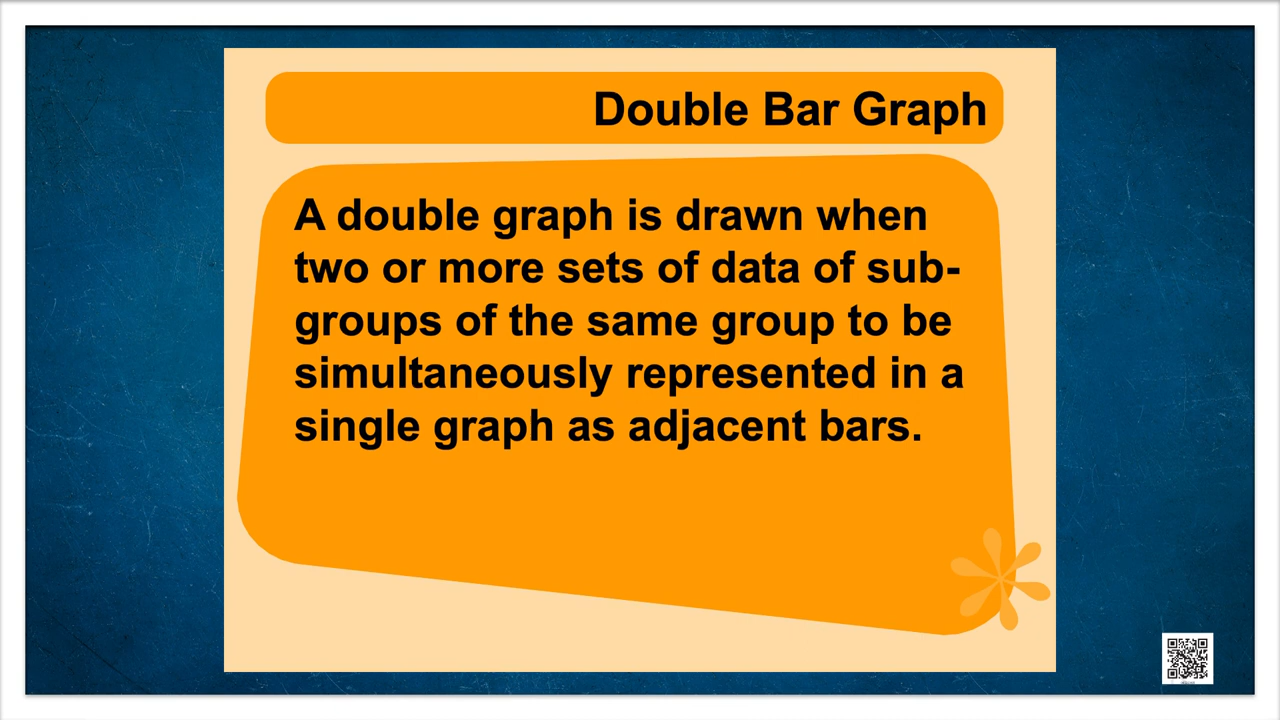 Double Bar Graph
A double graph is drawn when
two or more sets of data of sub-
groups of the same group to be
simultaneously represented in a
single graph as adjacent bars.